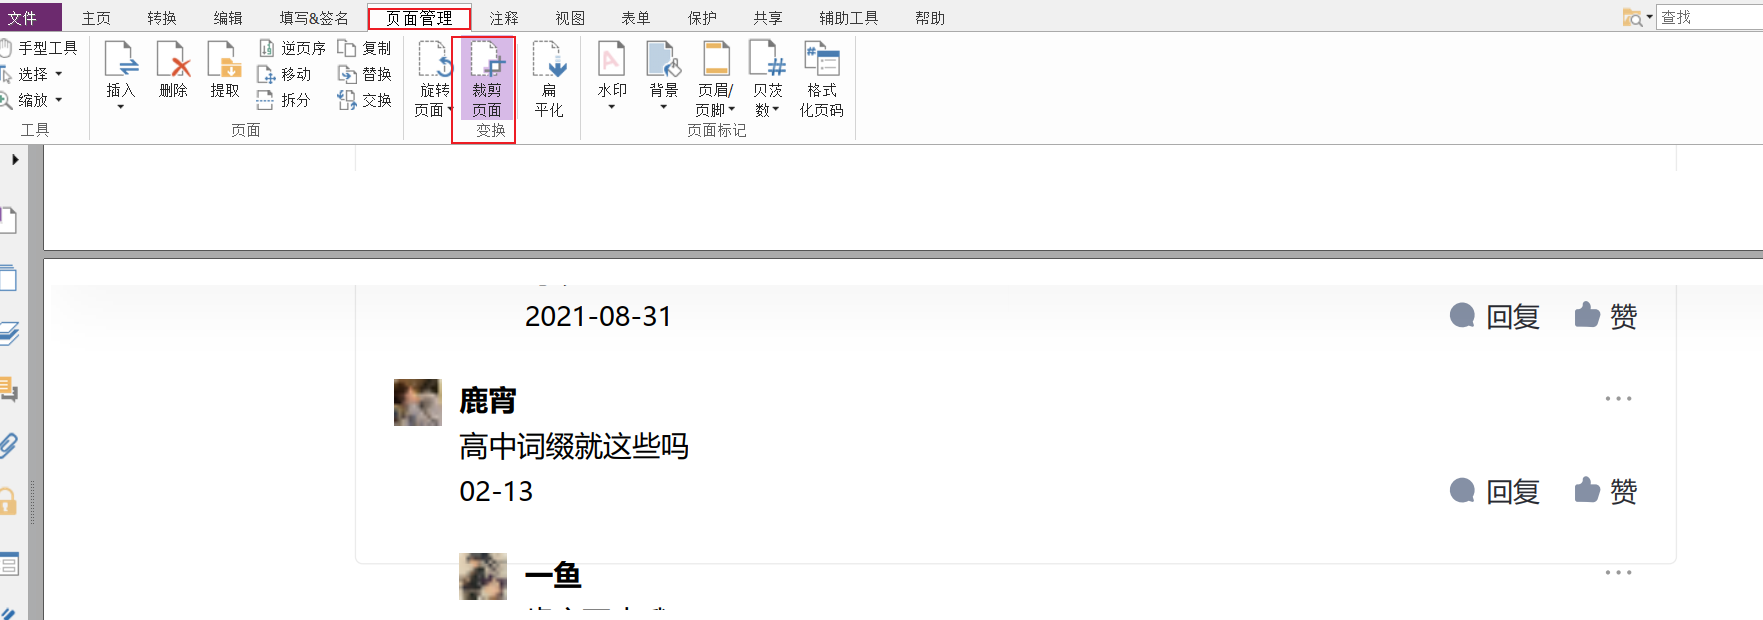 文件 主页 转换 编辑 填写&签名 页面管理 注释 视图 表单 保护 共享 辅助工具 帮助 查找
手型工具
选择
缩放
工具
插入
删除
提取
逆页序 复制
移动 替换
拆分 交换
页面
旋转
页面
裁剪
页面
扁
平化
变换
水印
背景
页眉/
页脚
贝茨
数
格式
化页码
页面标记
2021-08-31 回复 赞
鹿宵
高中词缀就这些吗
02-13 回复 赞
一鱼